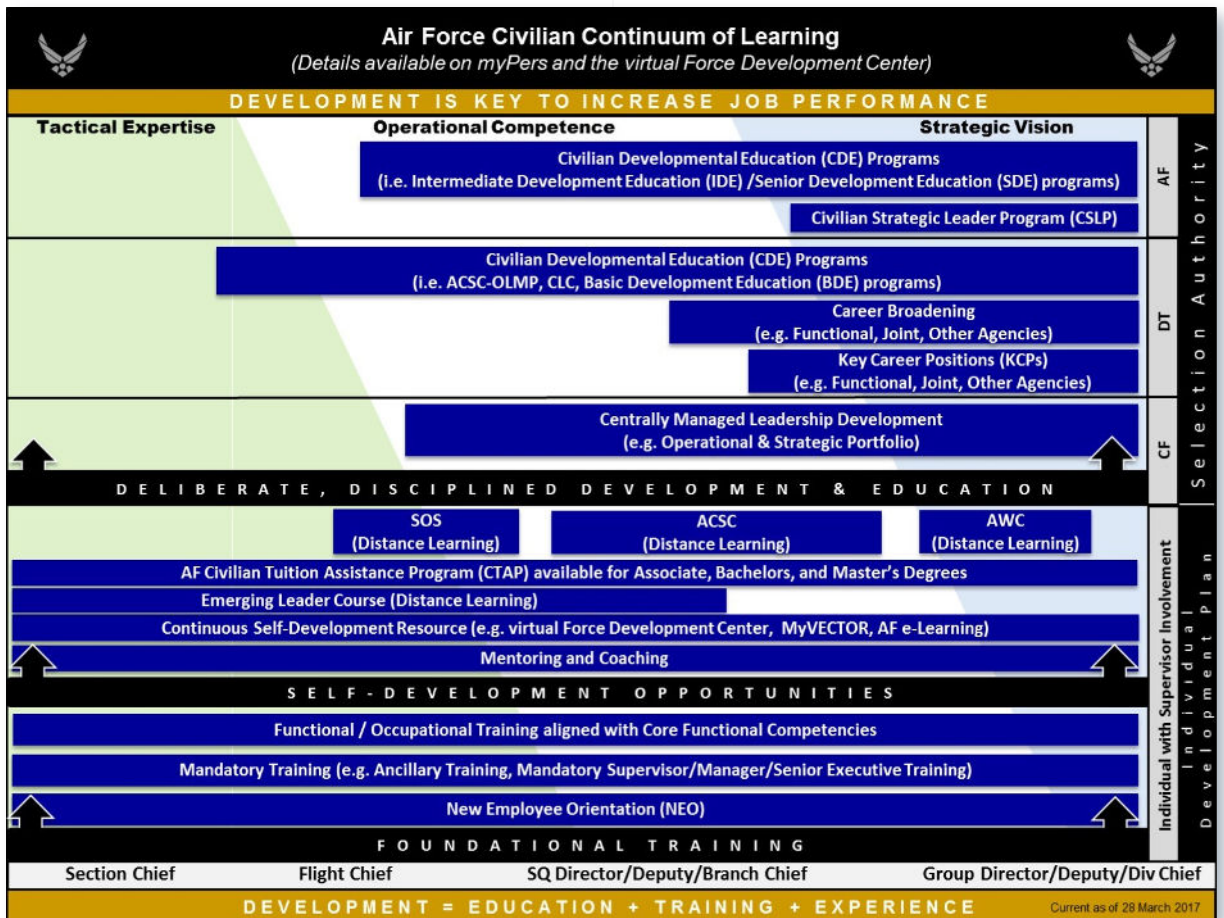 Air Force Civilian Continuum of Learning
(Details available on myPers and the virtual Force Development Center)
DEVELOPMENT IS KEY TO INCREASE JOB PERFORMANCE
Tactical Expertise
Operational Competence
Strategic Vision
Civilian Developmental Education (CDE) Programs
(i.e. Intermediate Development Education (IDE) /Senior Development Education (SDE) programs)
Civilian Strategic Leader Program (CSLP)
AF
Civilian Developmental Education (CDE) Programs
(i.e. ACSC-OLMP, CLC, Basic Development Education (BDE) programs)
Career Broadening
(e.g. Functional, Joint, Other Agencies)
Key Career Positions (KCPs)
(e.g. Functional, Joint, Other Agencies)
DT
Centrally Managed Leadership Development
(e.g. Operational & Strategic Portfolio)
CF
Selection Authority
DELIBERATE, DISCIPLINED DEVELOPMENT & EDUCATION
SOS
(Distance Learning)
ACSC
(Distance Learning)
AWC
(Distance Learning)
AF Civilian Tuition Assistance Program (CTAP) available for Associate, Bachelors, and Master's Degrees
Emerging Leader Course (Distance Learning)
Continuous Self-Development Resource (e.g. virtual Force Development Center, MyVECTOR, AF e-Learning)
Mentoring and Coaching
SELF-DEVELOPMENT OPPORTUNITIES
Functional / Occupational Training aligned with Core Functional Competencies
Mandatory Training (e.g. Ancillary Training, Mandatory Supervisor/Manager/Senior Executive Training)
New Employee Orientation (NEO)
Individual with Supervisor Involvement
Individual
Development Plan
FOUNDATIONAL TRAINING
Section Chief
Flight Chief
SQ Director/Deputy/Branch Chief
Group Director/Deputy/Div Chief
DEVELOPMENT = EDUCATION + TRAINING + EXPERIENCE
Current as of 28 March 2017